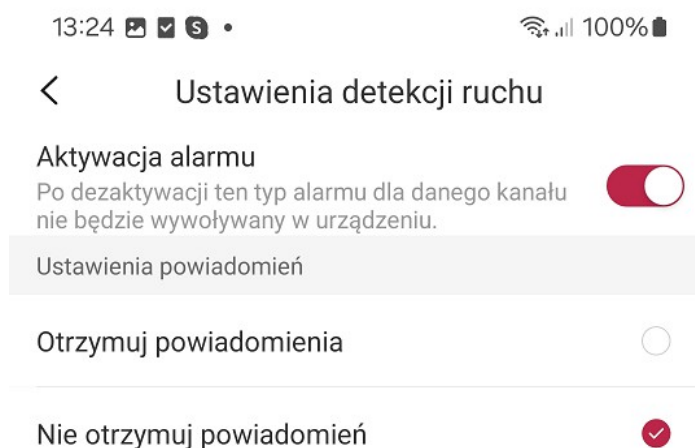 13:24 S
100%
Ustawienia detekcji ruchu
Aktywacja alarmu
Po dezaktywacji ten typ alarmu dla danego kanału
nie będzie wywoływany w urządzeniu.
Ustawienia powiadomień
Otrzymuj powiadomienia
Nie otrzymuj powiadomień